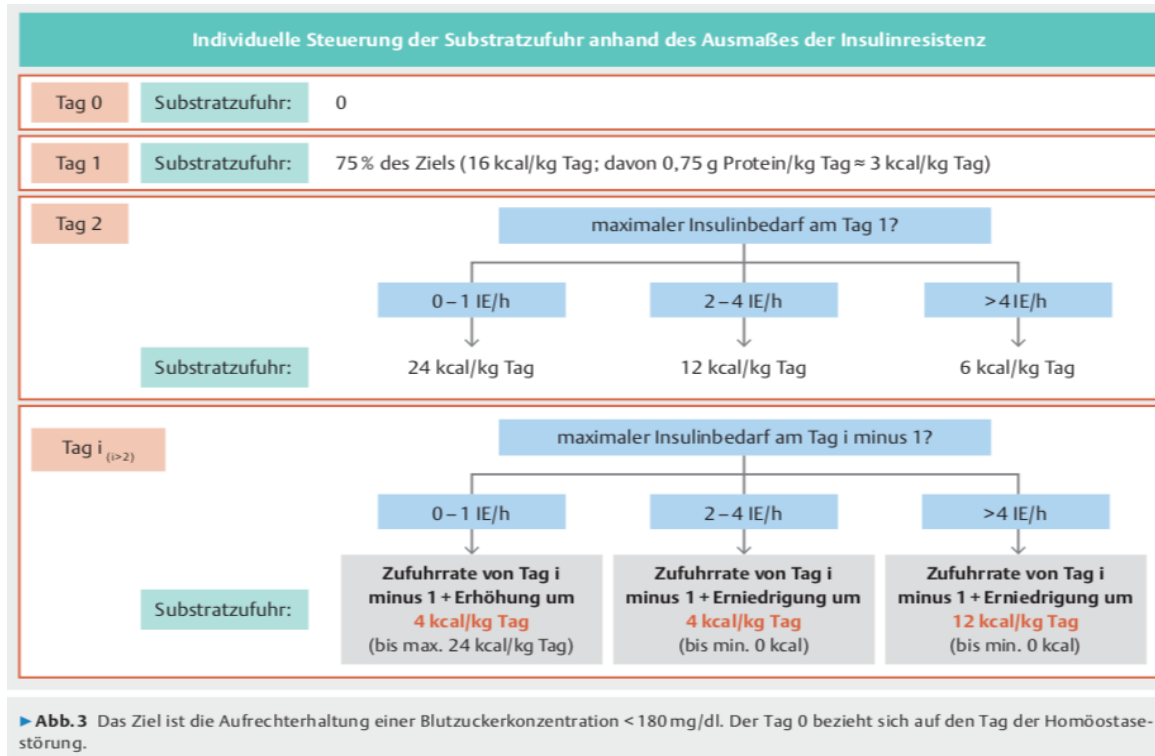 Individuelle Steuerung der Substratzufuhr anhand des Ausmaßes der Insulinresistenz
Tag 0 Substratzufuhr: 0
Tag 1 Substratzufuhr: 75 % des Ziels (16 kcal/kg Tag; davon 0,75 g Protein/kg Tag ≈ 3 kcal/kg Tag)
Tag 2
maximaler Insulinbedarf am Tag 1?
0 – 1 IE/h 2 – 4 IE/h >4 IE/h
Substratzufuhr: 24 kcal/kg Tag 12 kcal/kg Tag 6 kcal/kg Tag
Tag i (i>2)
maximaler Insulinbedarf am Tag i minus 1?
0 – 1 IE/h 2 – 4 IE/h >4 IE/h
Substratzufuhr:
Zufuhrrate von Tag i
minus 1 + Erhöhung um
4 kcal/kg Tag
(bis max. 24 kcal/kg Tag)
Zufuhrrate von Tag i
minus 1 + Erniedrigung um
4 kcal/kg Tag
(bis min. 0 kcal)
Zufuhrrate von Tag i
minus 1 + Erniedrigung um
12 kcal/kg Tag
(bis min. 0 kcal)
►Abb. 3 Das Ziel ist die Aufrechterhaltung einer Blutzuckerkonzentration < 180 mg/dl. Der Tag 0 bezieht sich auf den Tag der Homöostase-
störung.